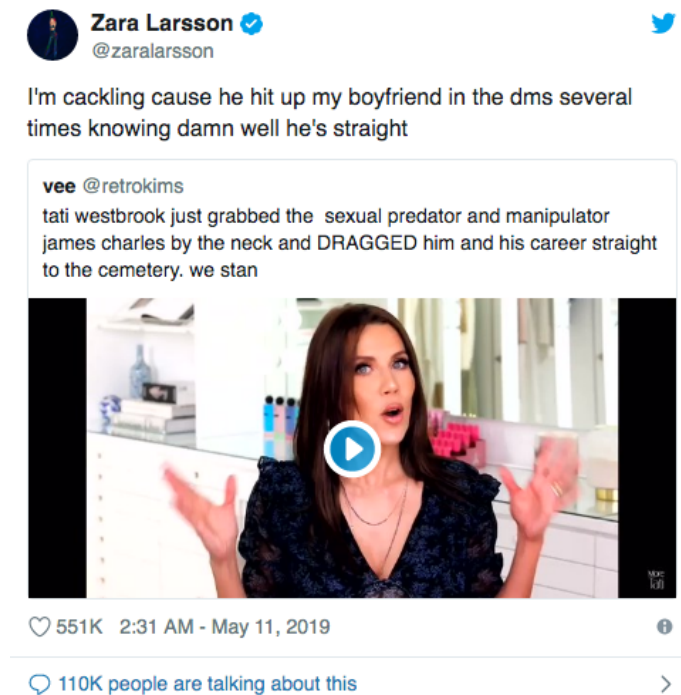 Zara Larsson
@zaralarsson
I'm cackling cause he hit up my boyfriend in the dms several
times knowing damn well he's straight
vee @retrokims
tati westbrook just grabbed the sexual predator and manipulator
james charles by the neck and DRAGGED him and his career straight
to the cemetery. we stan
MORE
Tati
551K 2:31 AM - May 11, 2019
110K people are talking about this